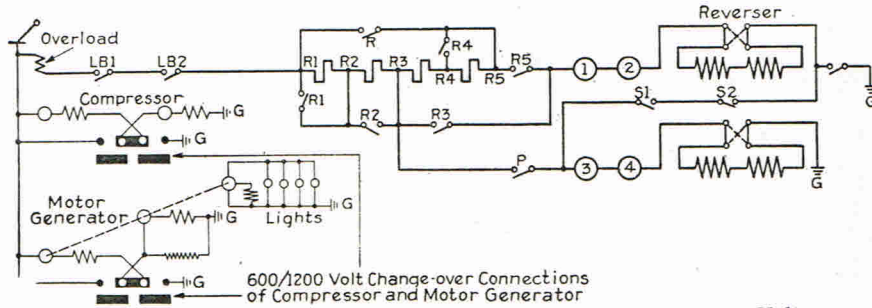 Reverser
Overload
LB1 LB2
R
R4
R1 R2 R3 R4 R5 R5
1 2
R1
R2 R3
S1 S2
G
Compressor
G
G
P
3 4
G
Motor
Generator
Lights
G
G
G
600/1200 Volt Change-over Connections
of Compressor and Motor Generator